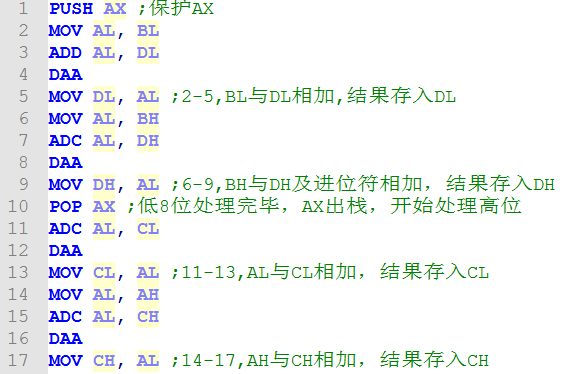 1 PUSH AX ;保护AX
2 MOV AL, BL
3 ADD AL, DL
4 DAA
5 MOV DL, AL ;2-5,BL与DL相加,结果存入DL
6 MOV AL, BH
7 ADC AL, DH
8 DAA
9 MOV DH, AL ;6-9,BH与DH及进位符相加，结果存入DH
10 POP AX ;低8位处理完毕，AX出栈，开始处理高位
11 ADC AL, CL
12 DAA
13 MOV CL, AL ;11-13,AL与CL相加，结果存入CL
14 MOV AL, AH
15 ADC AL, CH
16 DAA
17 MOV CH, AL ;14-17,AH与CH相加，结果存入CH